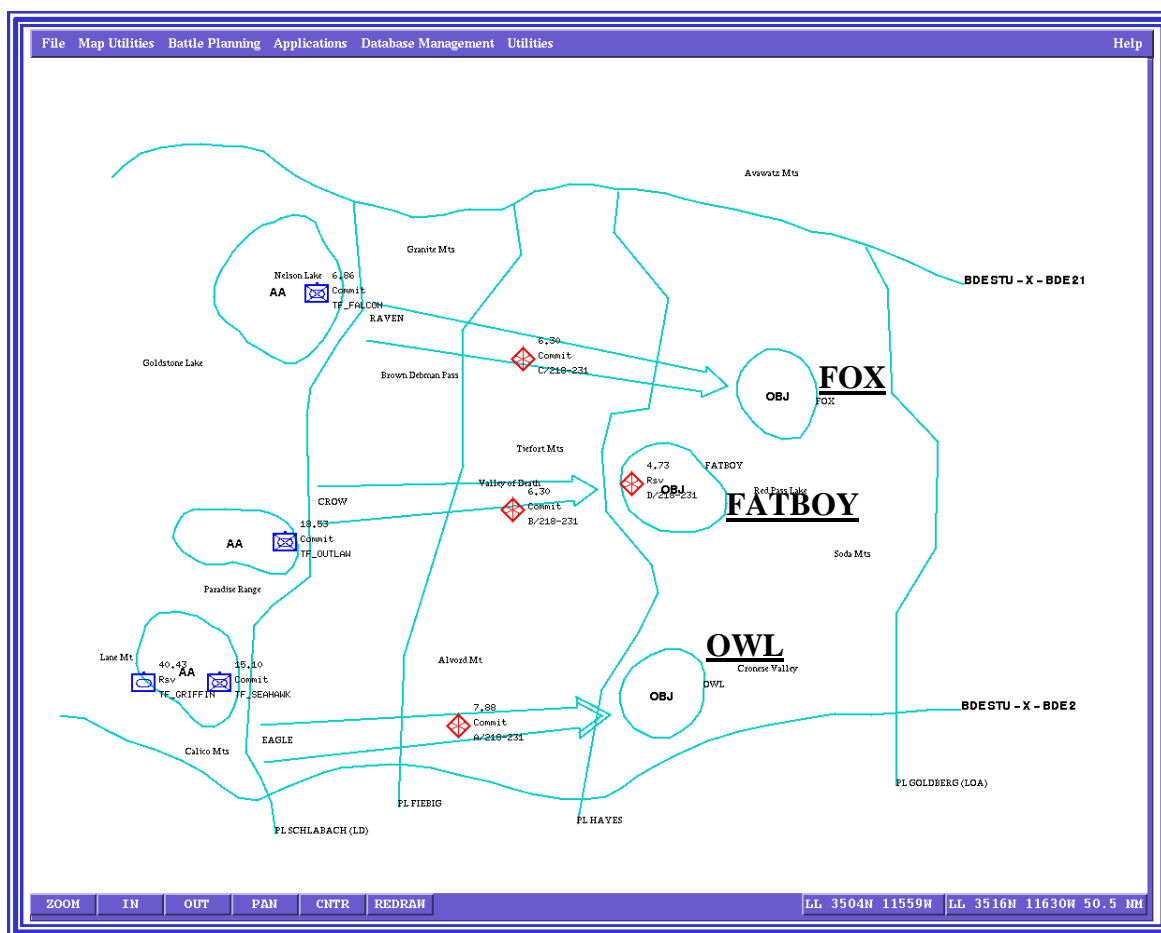 File Map Utilities Battle Planning Applications Database Management Utilities Help
Avawatz Mts
Granite Mts
Nelson Lake 6.86
AA Commit
TF_FALCON
RAVEN
BDESTU - X - BDE21
Goldstone Lake
6.30
Commit
C/218-231
Brown Debman Pass
FOX
OBJ
FOX
Tiefort Mts
4.73 FATBOY
Rsv
OBJ
D/218-231
Red Pass Lake
FATBOY
Valley of Death
6.30
Commit
B/218-231
CROW
18.53
AA Commit
TF_OUTLAW
Soda Mts
Paradise Range
OWL
Lane Mt
40.43 15.10
Rsv AA Commit
TF_GRIFFIN TF_SEAHAWK
Alvord Mt
Cronese Valley
OWL
OBJ
7.88
Commit
A/218-231
BDESTU - X - BDE2
EAGLE
Calico Mts
PL GOLDBERG (LOA)
PL FIEBIG
PL HAYES
PL SCHLABACH (LD)
ZOOM IN OUT PAN CNTR REDRAW LL 3504N 11559W LL 3516N 11630W 50.5 NM